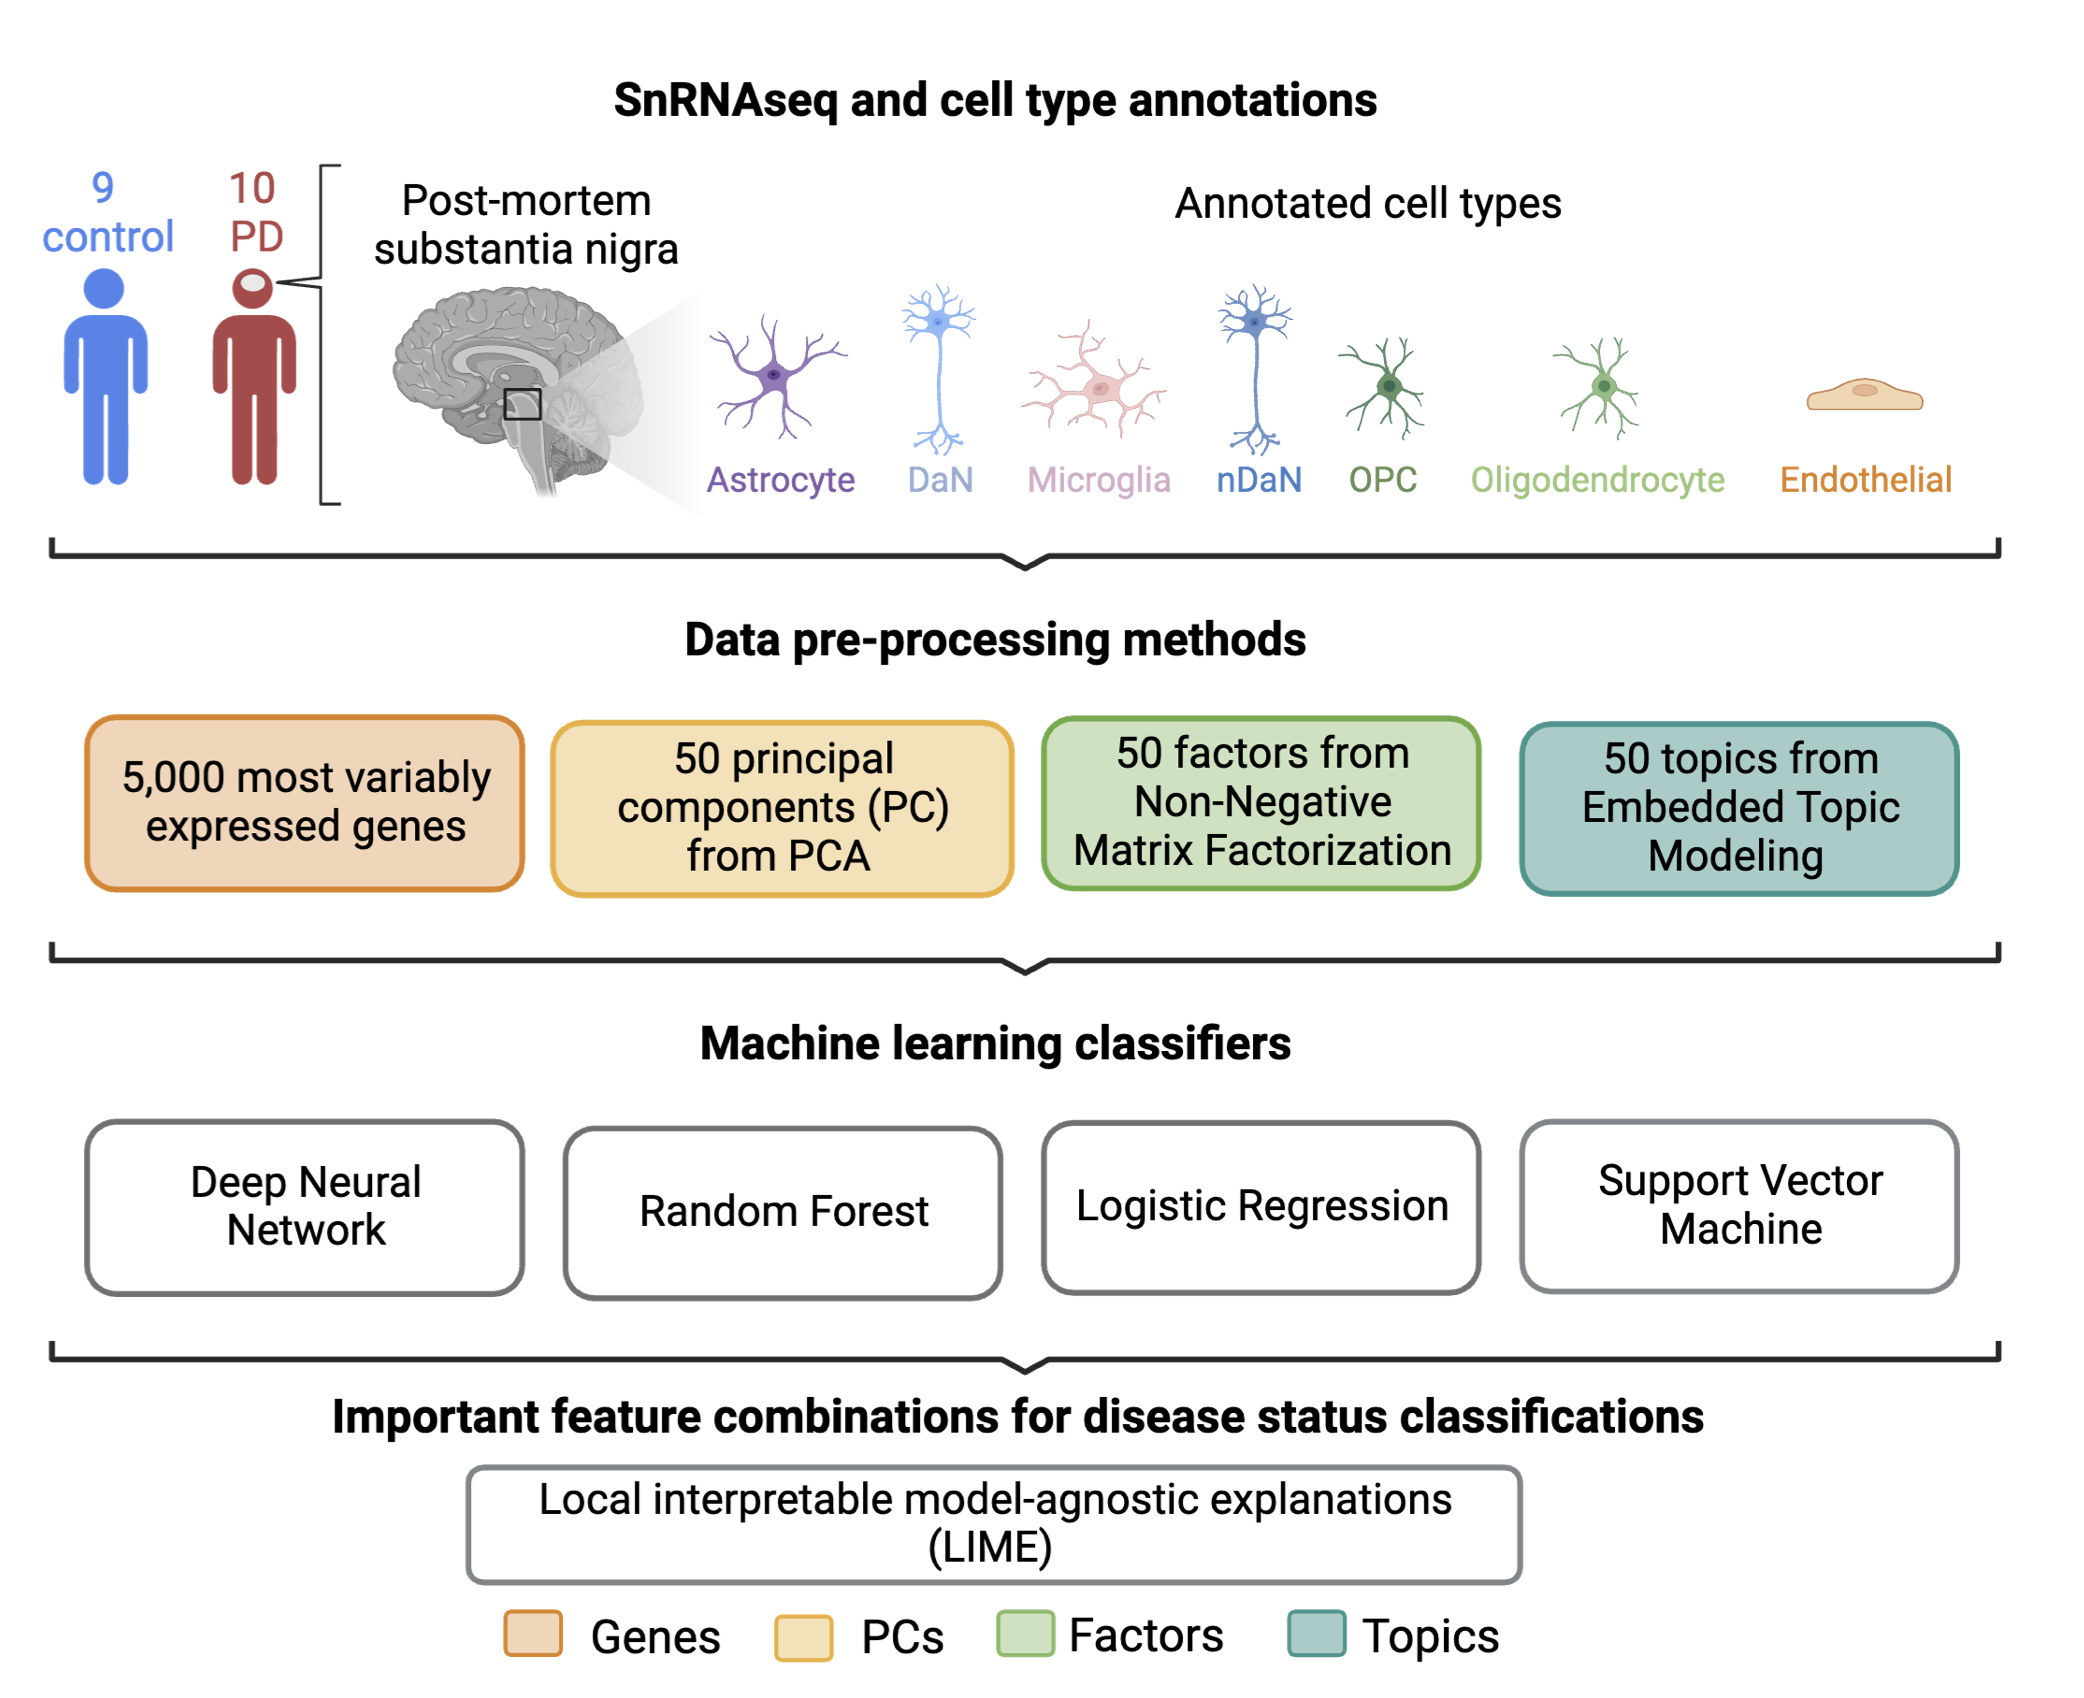 SnRNAseq and cell type annotations
9
control
10
PD
Post-mortem
substantia nigra
Annotated cell types
Astrocyte
DaN
Microglia
nDaN
OPC
Oligodendrocyte
Endothelial
Data pre-processing methods
5,000 most variably
expressed genes
50 principal
components (PC)
from PCA
50 factors from
Non-Negative
Matrix Factorization
50 topics from
Embedded Topic
Modeling
Machine learning classifiers
Deep Neural
Network
Random Forest
Logistic Regression
Support Vector
Machine
Important feature combinations for disease status classifications
Local interpretable model-agnostic explanations
(LIME)
Genes
PCs
Factors
Topics